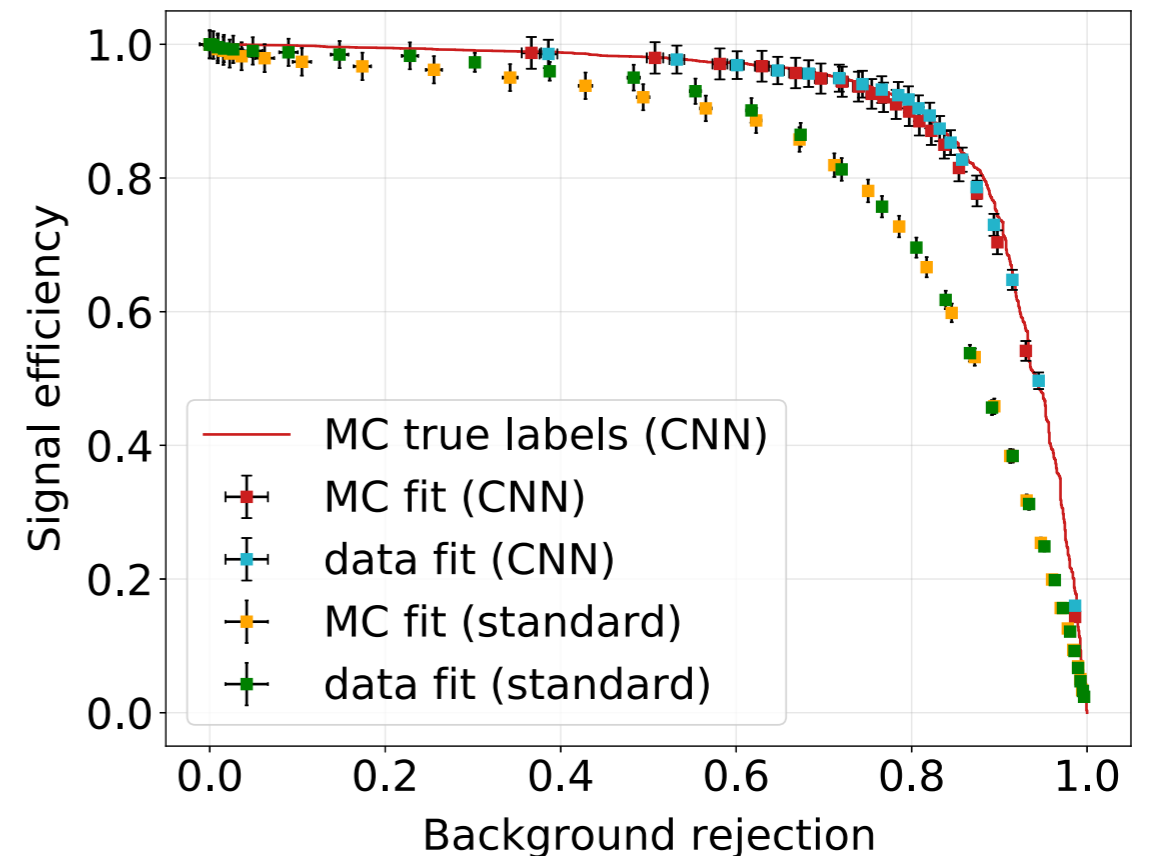 1.0
0.8
0.6
0.4
0.2
0.0
Signal efficiency
MC true labels (CNN)
MC fit (CNN)
data fit (CNN)
MC fit (standard)
data fit (standard)
0.0 0.2 0.4 0.6 0.8 1.0
Background rejection